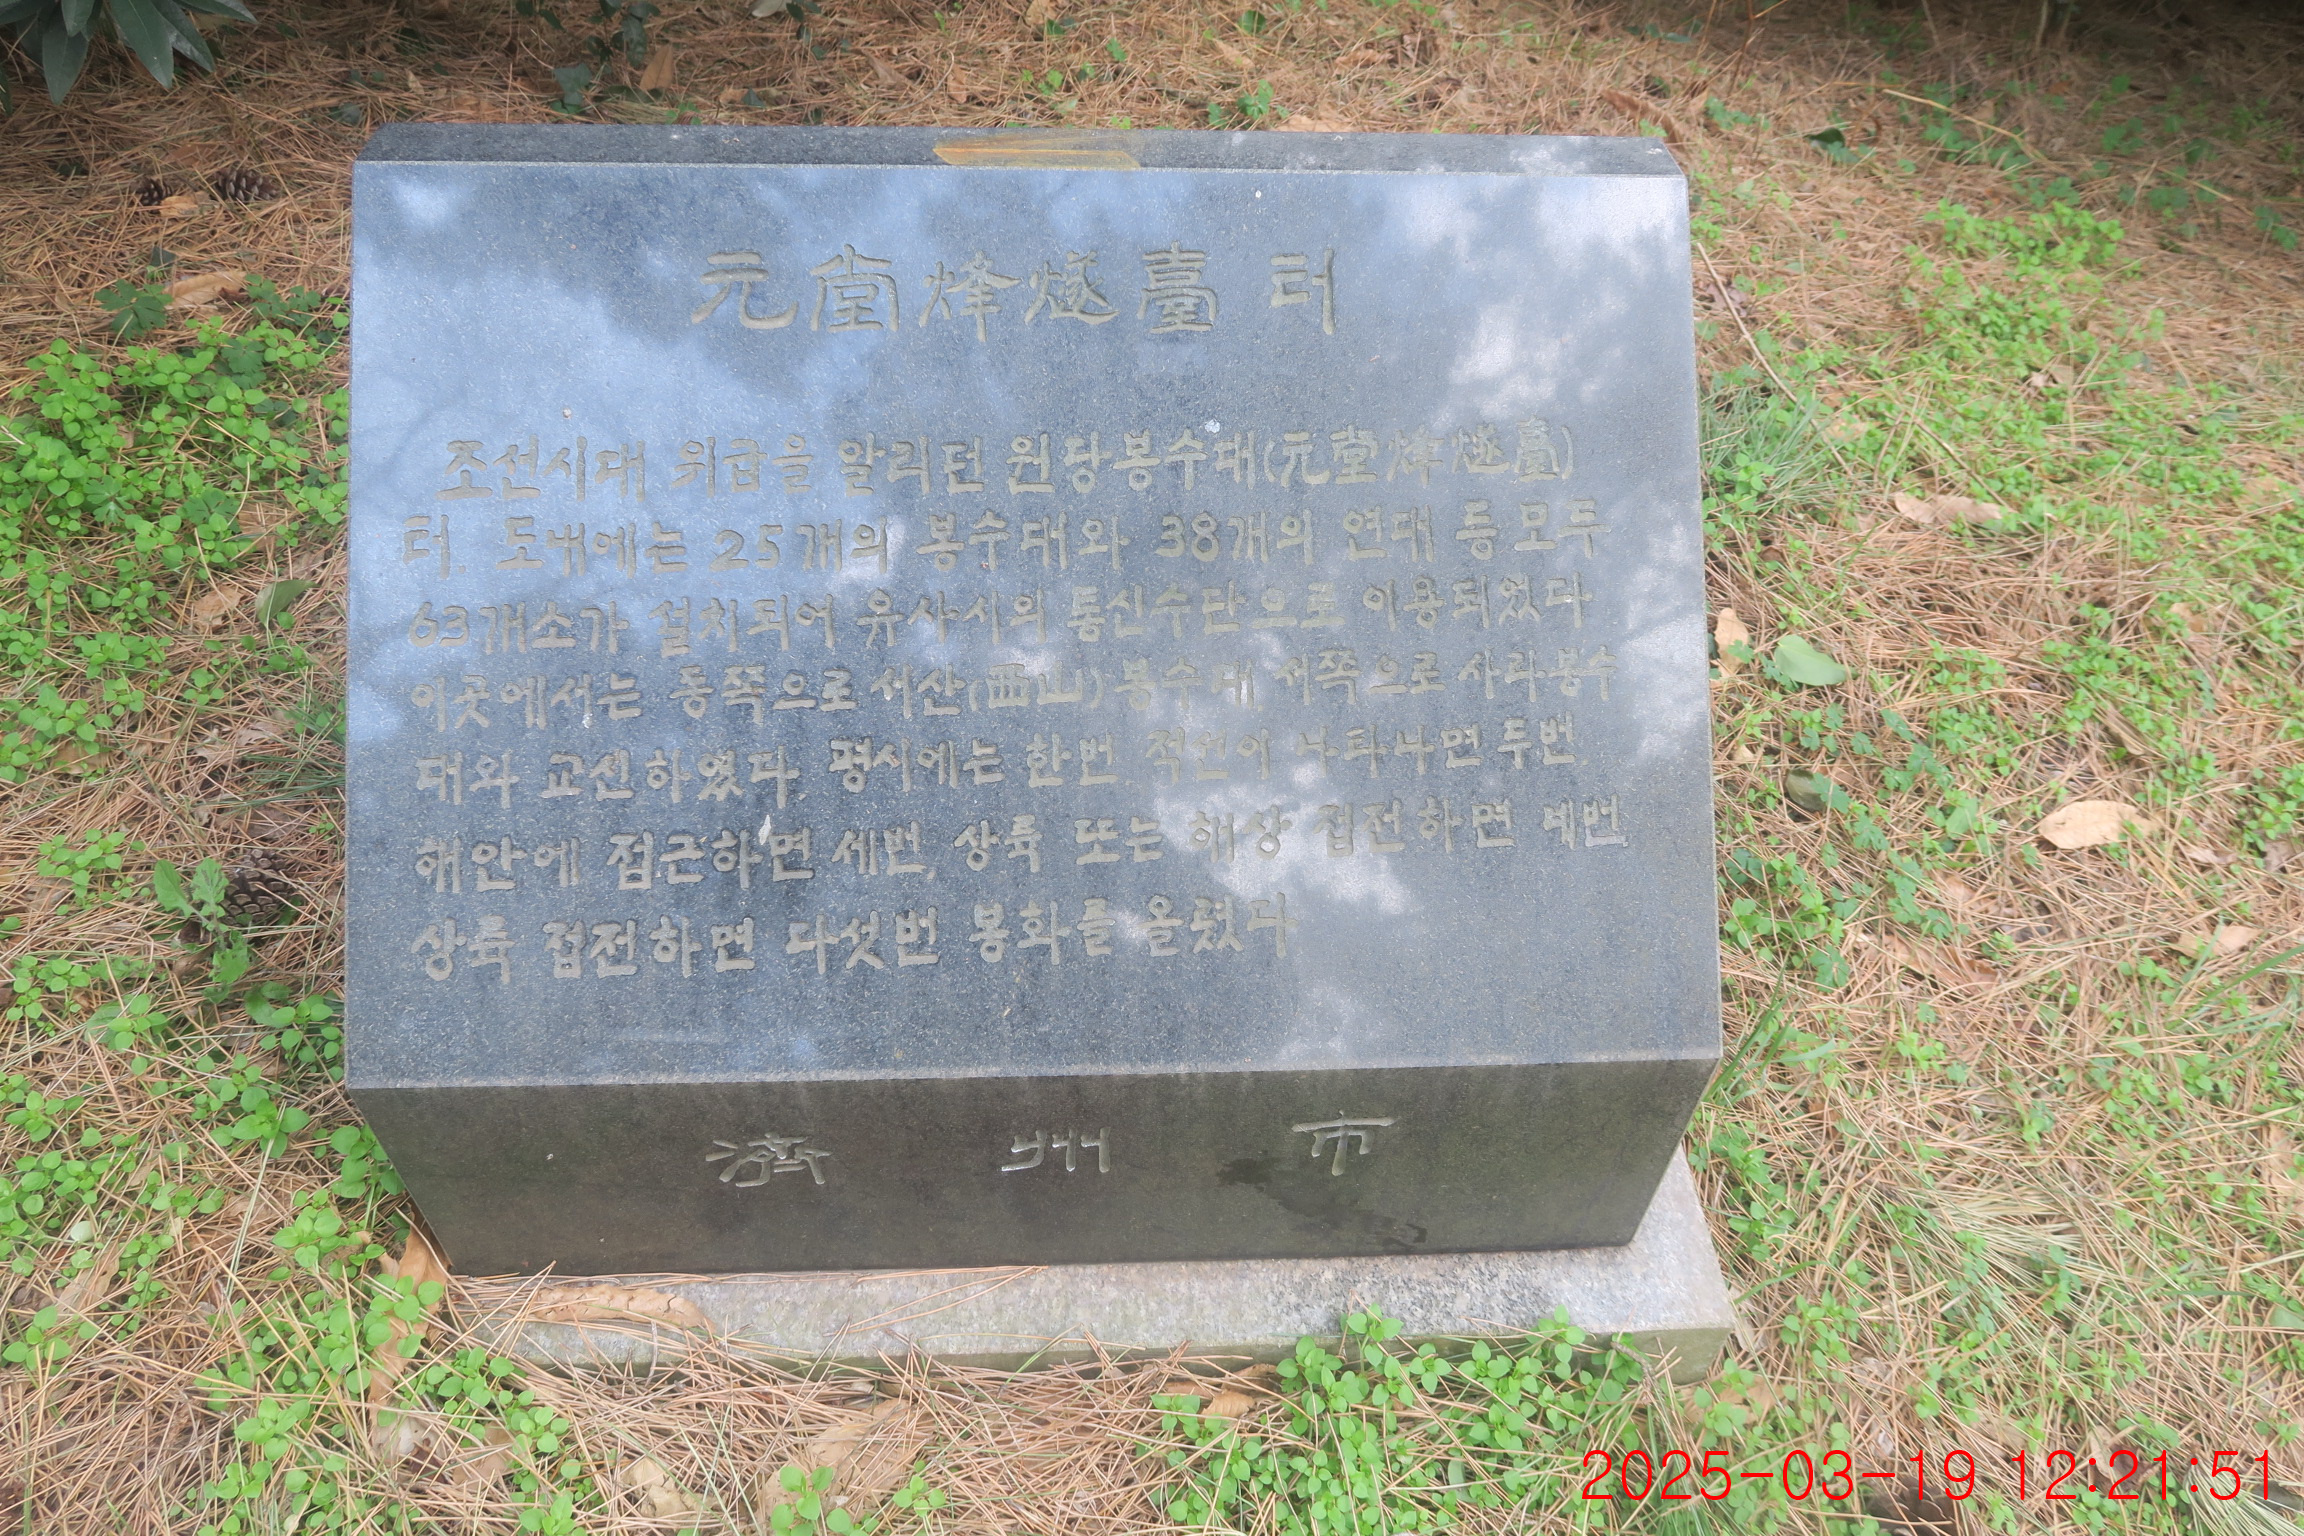 元堂烽燧臺 터
조선시대 위급을 알리던 원당봉수대(元堂烽燧臺)
터. 도내에는 25개의 봉수대와 38개의 연대 등 모두
63개소가 설치되어 유사시의 통신수단으로 이용되었다
이곳에서는 동쪽으로 서산(西山)봉수대 서쪽으로 사라봉수
대와 교신하였다. 평시에는 한번, 적선이 나타나면 두번,
해안에 접근하면 세번, 상륙 또는 해상 접전하면 네번
상륙 접전하면 다섯번 봉화를 올렸다
濟 州 市
2025-03-19 12:21:51